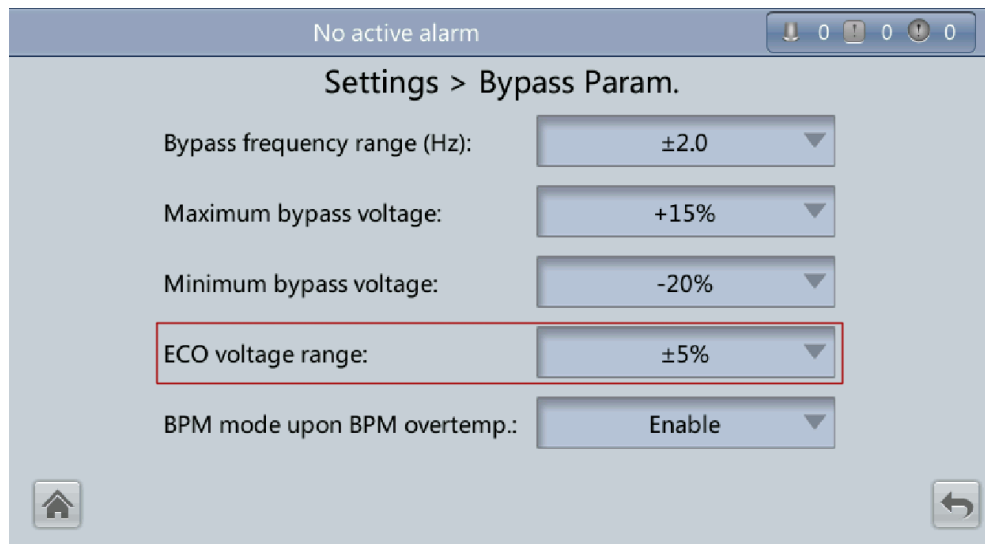 No active alarm
0 0 0
Settings > Bypass Param.
Bypass frequency range (Hz): ±2.0
Maximum bypass voltage: +15%
Minimum bypass voltage: -20%
ECO voltage range: ±5%
BPM mode upon BPM overtemp.: Enable